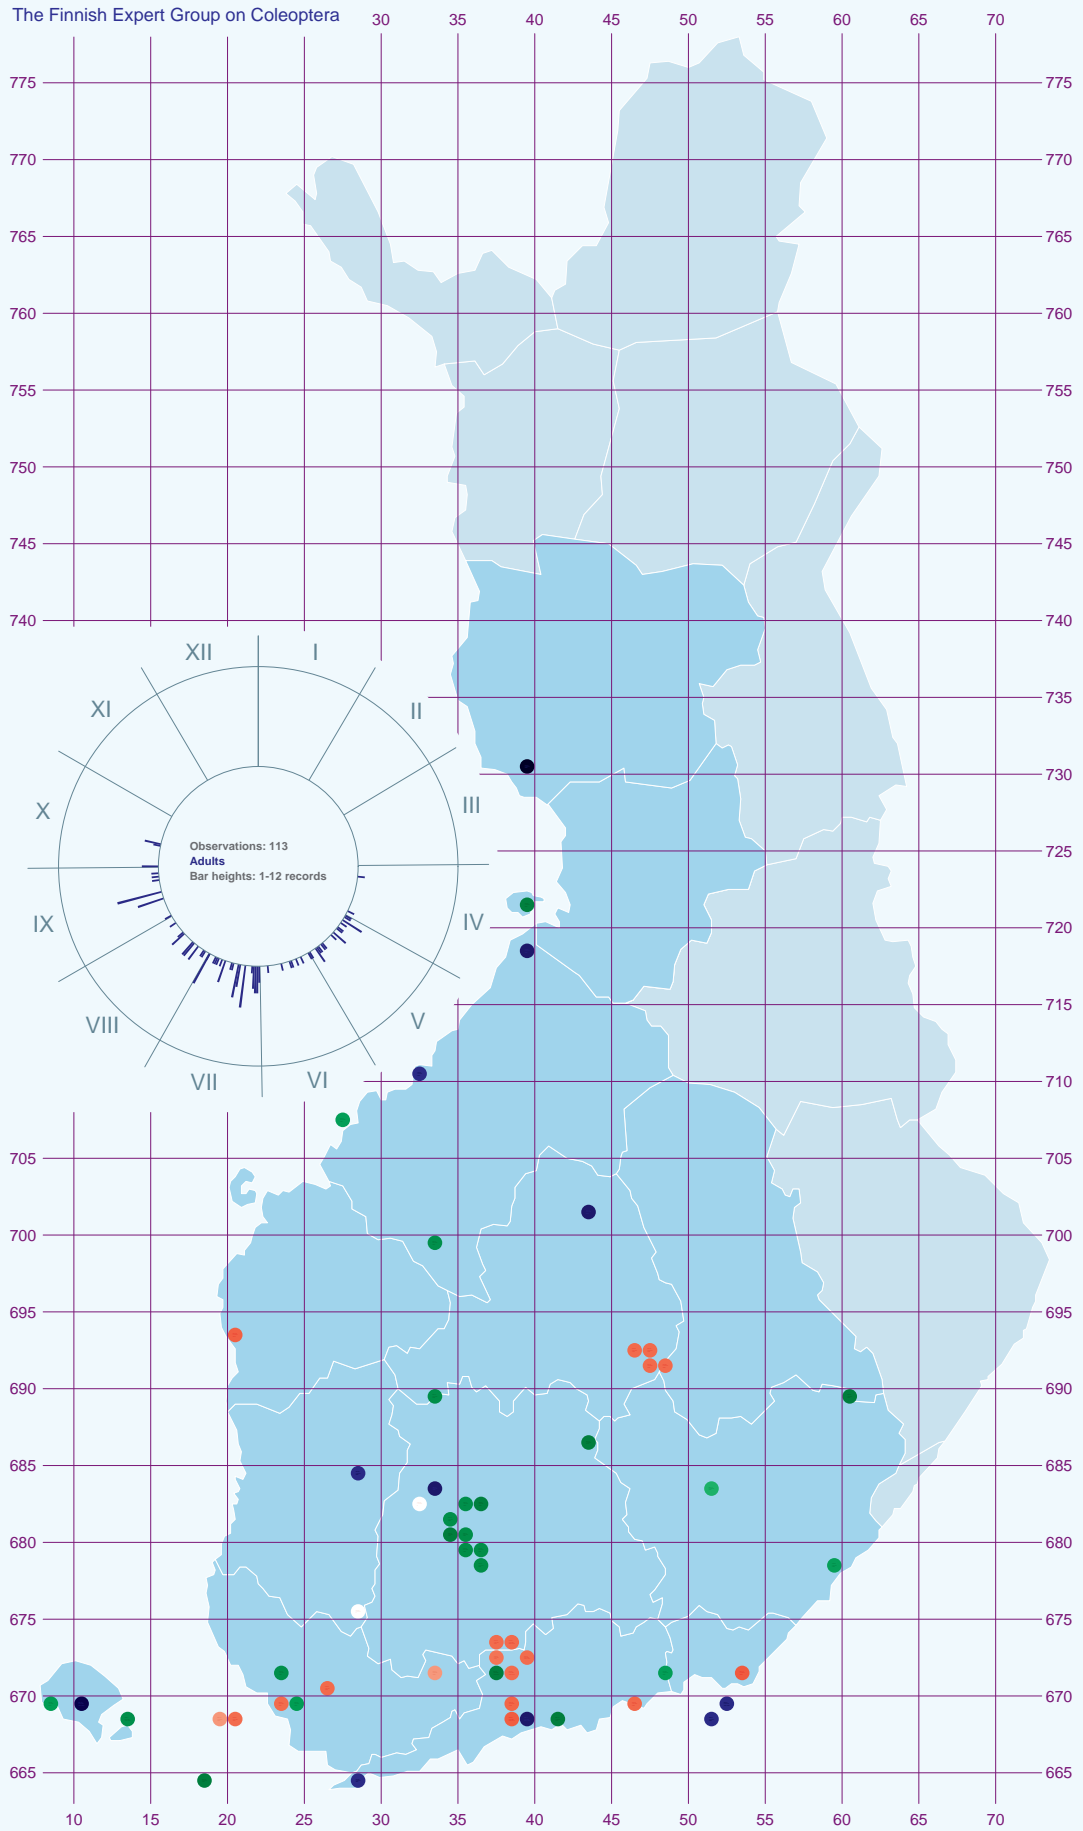 The Finnish Expert Group on Coleoptera
30 35 40 45 50 55 60 65 70
775 775
770 770
765 765
760 760
755 755
750 750
745 745
740 740
XII I
XI II
735
730
X III
Observations: 113
Adults
Bar heights: 1-12 records
725
IX IV 720
715
VIII V
VII VI 710
705 705
700 700
695 695
690 690
685 685
680 680
675 675
670 670
665 665
10 15 20 25 30 35 40 45 50 55 60 65 70